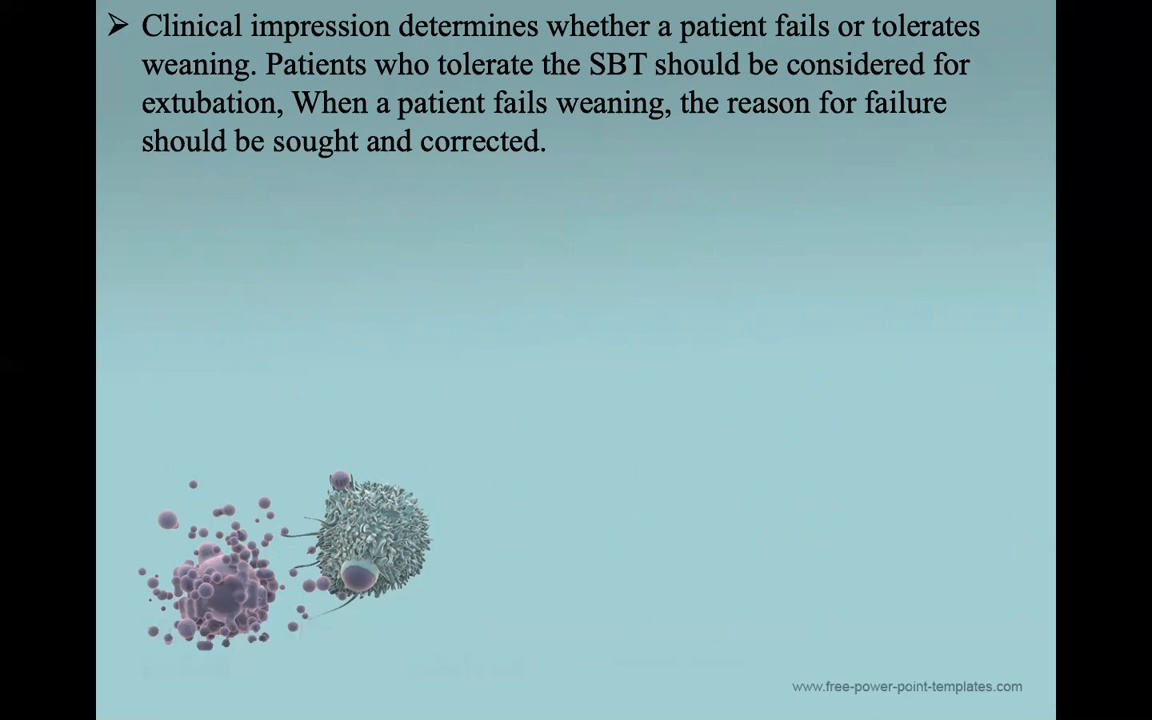 ➢ Clinical impression determines whether a patient fails or tolerates
weaning. Patients who tolerate the SBT should be considered for
extubation, When a patient fails weaning, the reason for failure
should be sought and corrected.
www.free-power-point-templates.com